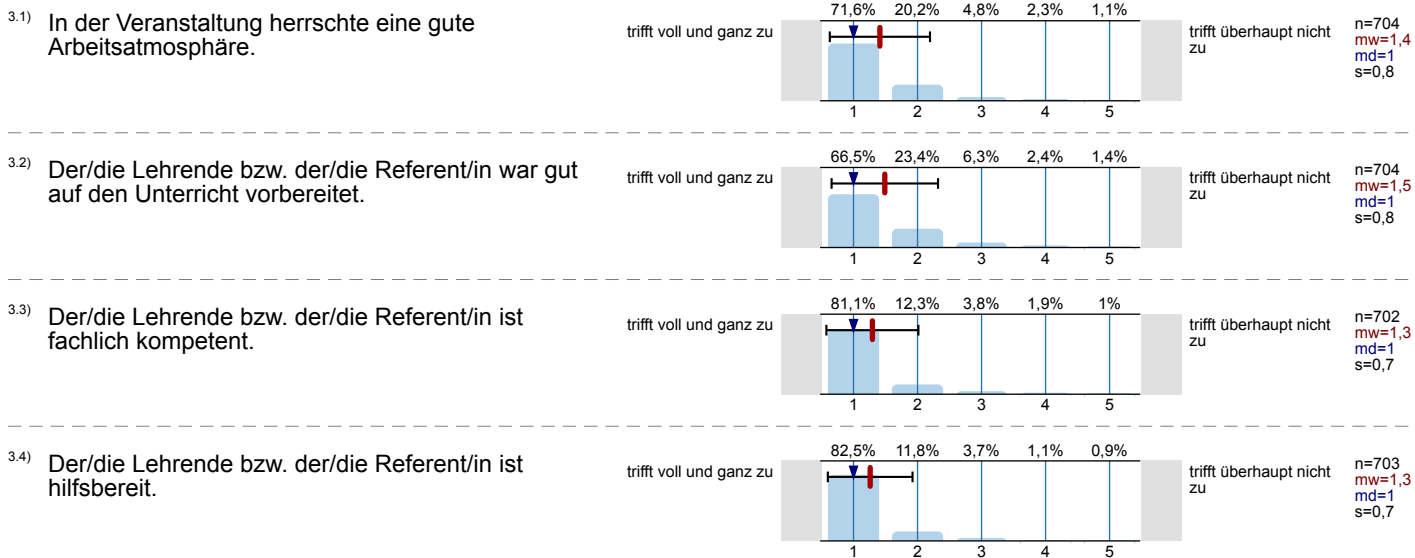 3.1) In der Veranstaltung herrschte eine gute
Arbeitsatmosphäre.
trifft voll und ganz zu
71,6% 20,2% 4,8% 2,3% 1,1%
1 2 3 4 5
trifft überhaupt nicht
zu
n=704
mw=1,4
md=1
s=0,8
3.2) Der/die Lehrende bzw. der/die Referent/in war gut
auf den Unterricht vorbereitet.
trifft voll und ganz zu
66,5% 23,4% 6,3% 2,4% 1,4%
1 2 3 4 5
trifft überhaupt nicht
zu
n=704
mw=1,5
md=1
s=0,8
3.3) Der/die Lehrende bzw. der/die Referent/in ist
fachlich kompetent.
trifft voll und ganz zu
81,1% 12,3% 3,8% 1,9% 1%
1 2 3 4 5
trifft überhaupt nicht
zu
n=702
mw=1,3
md=1
s=0,7
3.4) Der/die Lehrende bzw. der/die Referent/in ist
hilfsbereit.
trifft voll und ganz zu
82,5% 11,8% 3,7% 1,1% 0,9%
1 2 3 4 5
trifft überhaupt nicht
zu
n=703
mw=1,3
md=1
s=0,7